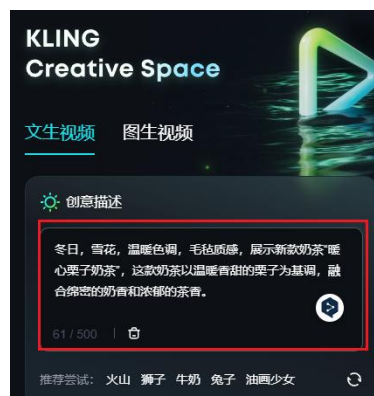 KLING
Creative Space
文生视频 图生视频
创意描述
冬日，雪花，温暖色调，毛毡质感，展示新款奶茶“暖
心栗子奶茶”，这款奶茶以温暖香甜的栗子为基调，融
合绵密的奶香和浓郁的茶香。
61 / 500
推荐尝试： 火山 狮子 牛奶 兔子 油画少女